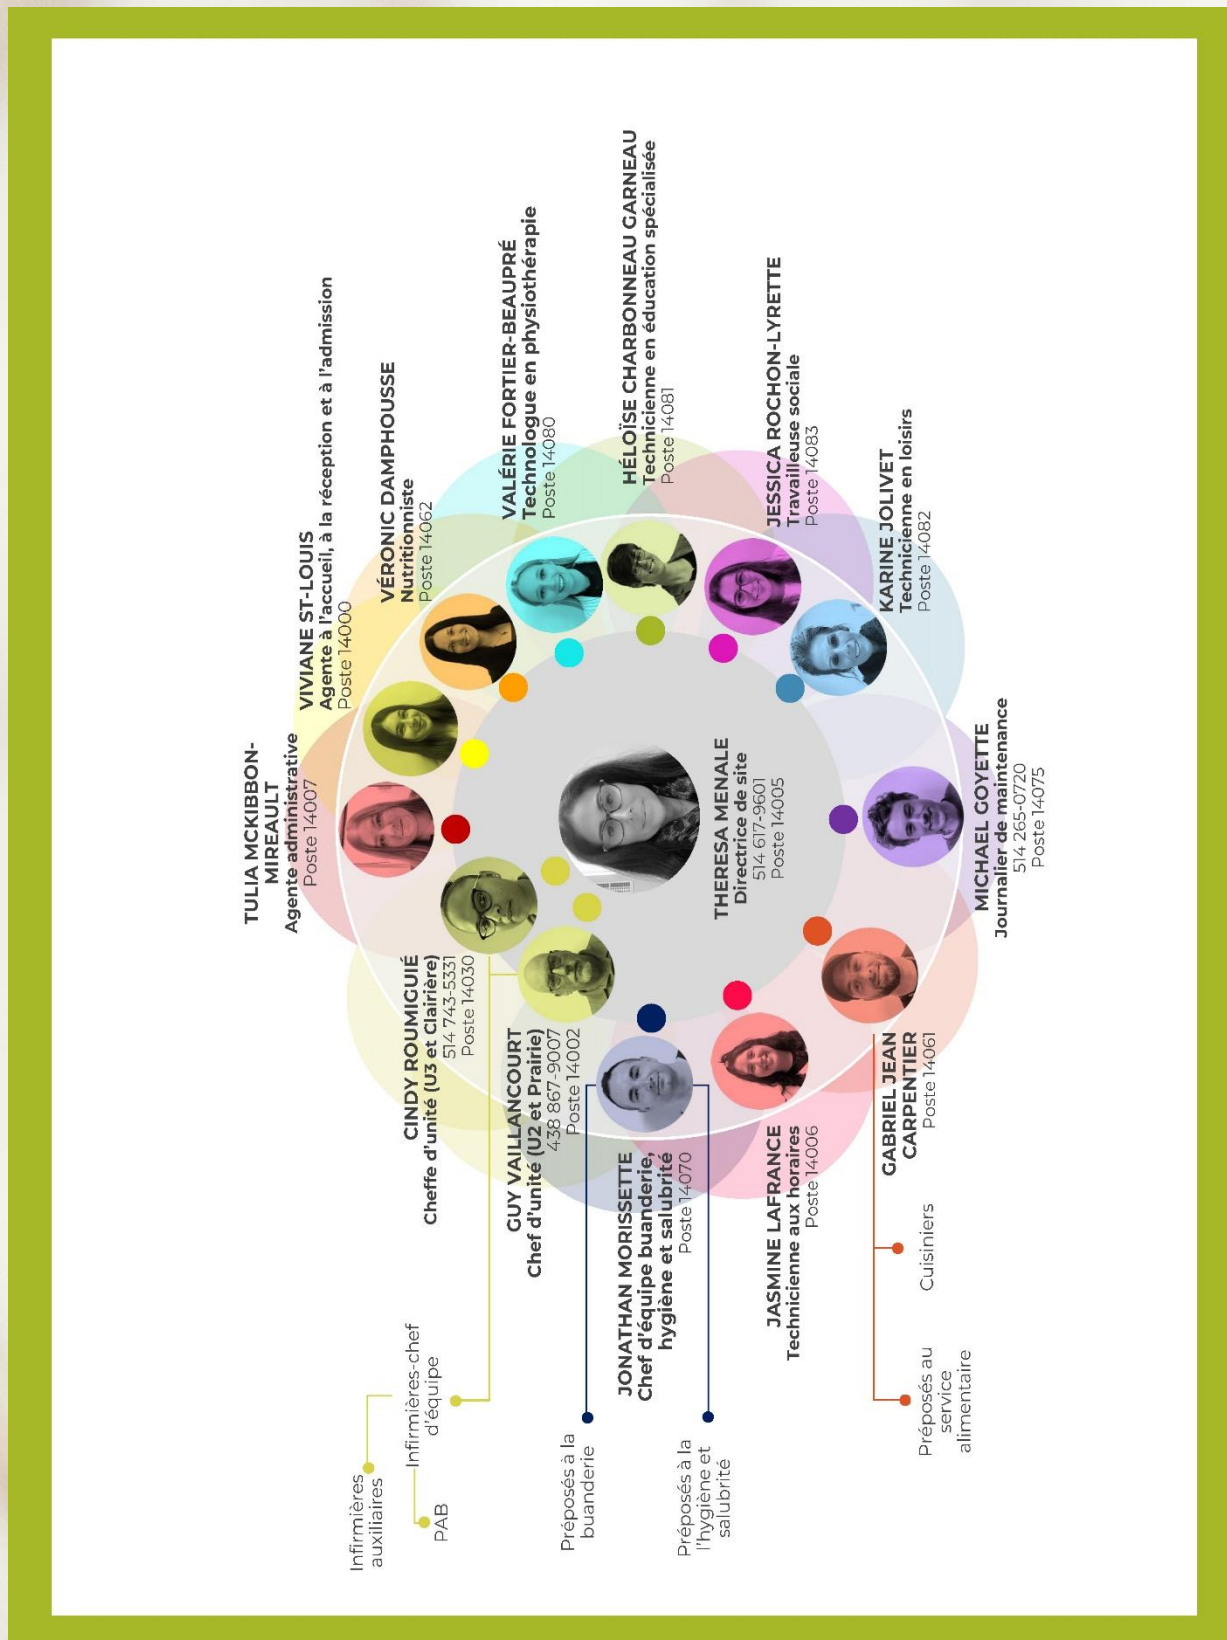 TULIA MCKIBBON-
MIREAULT
Agente administrative
Poste 14007
VIVIANE ST-LOUIS
Agente à l'accueil, à la réception et à l'admission
Poste 14000
VÉRONIC DAMPHOUSSE
Nutritionniste
Poste 14062
VALÉRIE FORTIER-BEAUPRÉ
Technologue en physiothérapie
Poste 14080
HÉLOÏSE CHARBONNEAU GARNEAU
Technicienne en éducation spécialisée
Poste 14081
JESSICA ROCHON-LYRETTE
Travailleuse sociale
Poste 14083
KARINE JOLIVET
Technicienne en loisirs
Poste 14082
MICHAEL GOYETTE
Journalier de maintenance
514 265-0720
Poste 14075
THERESA MENALE
Directrice de site
514 617-9601
Poste 14005
CINDY ROUMIGUIÉ
Cheffe d'unité (U3 et Clairière)
514 743-5331
Poste 14030
GUY VAILLANCOURT
Chef d'unité (U2 et Prairie)
438 867-9007
Poste 14002
JONATHAN MORISSETTE
Chef d'équipe buanderie,
hygiène et salubrité
Poste 14070
JASMINE LAFRANCE
Technicienne aux horaires
Poste 14006
GABRIEL JEAN
CARPENTIER
Poste 14061
Infirmières
auxiliaires
Infirmières-chef
d'équipe
PAB
Préposés à la
buanderie
Préposés à la
l'hygiène et
salubrité
Cuisiniers
Préposés au
service
alimentaire